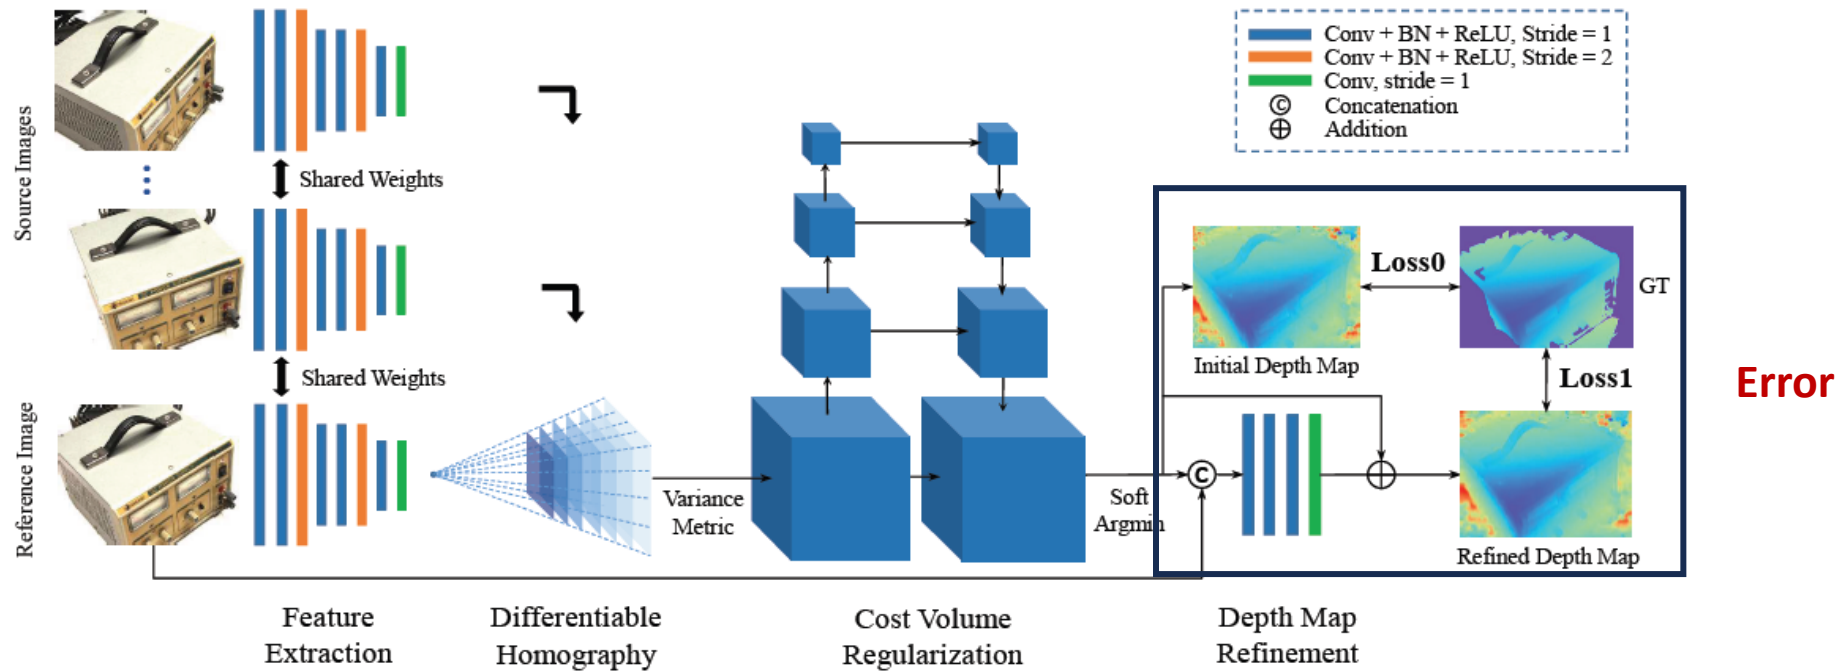 Source Images
Reference Image
Shared Weights
Shared Weights
Conv + BN + ReLU, Stride = 1
Conv + BN + ReLU, Stride = 2
Conv, stride = 1
C Concatenation
Addition
Variance
Metric
Soft
Argmin
Initial Depth Map
Loss0
GT
Loss1
C
Refined Depth Map
Error
Feature
Extraction
Differentiable
Homography
Cost Volume
Regularization
Depth Map
Refinement